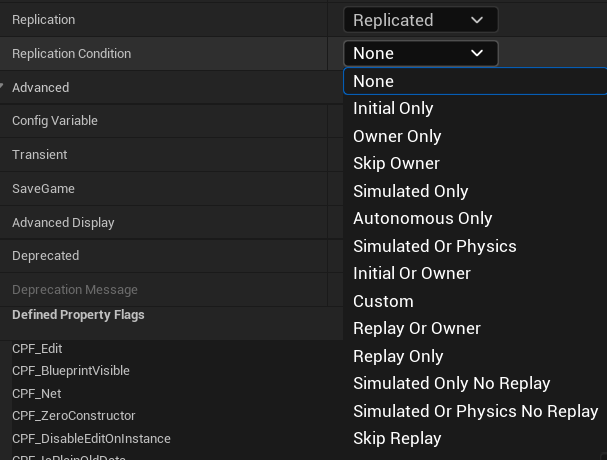 Replication
Replicated
Replication Condition
None
Advanced
None
Config Variable
Initial Only
Transient
Owner Only
SaveGame
Skip Owner
Advanced Display
Simulated Only
Deprecated
Autonomous Only
Deprecation Message
Simulated Or Physics
Defined Property Flags
Initial Or Owner
CPF_Edit
Custom
CPF_BlueprintVisible
Replay Or Owner
CPF_Net
Replay Only
CPF_ZeroConstructor
Simulated Only No Replay
CPF_DisableEditOnInstance
Simulated Or Physics No Replay
Skip Replay